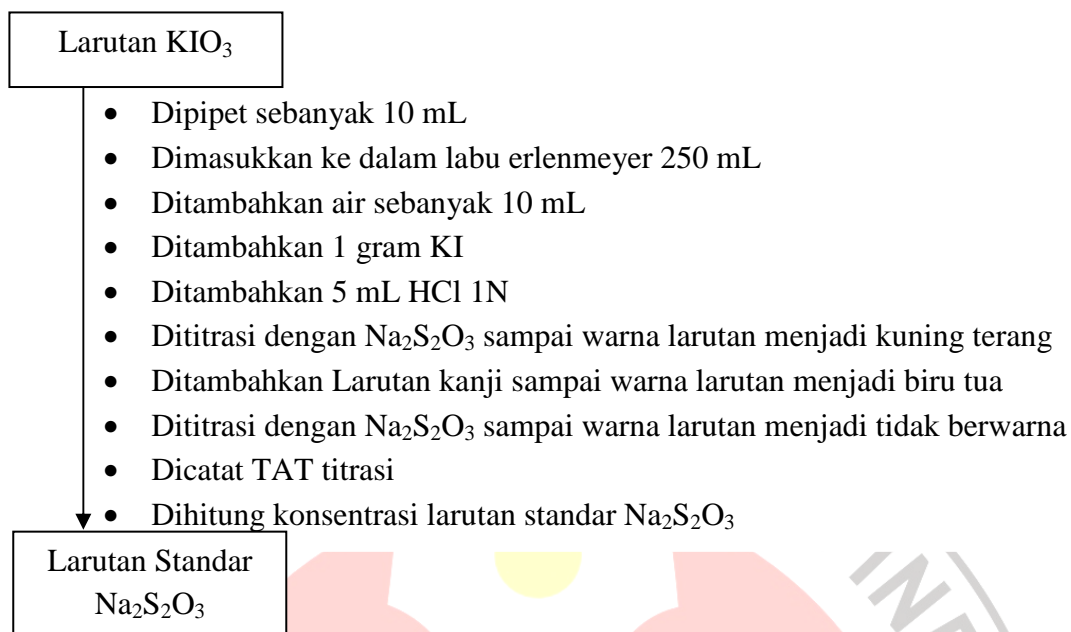 Larutan KIO₃
• Dipipet sebanyak 10 mL
• Dimasukkan ke dalam labu erlenmeyer 250 mL
• Ditambahkan air sebanyak 10 mL
• Ditambahkan 1 gram KI
• Ditambahkan 5 mL HCl 1N
• Dititrasi dengan Na₂S₂O₃ sampai warna larutan menjadi kuning terang
• Ditambahkan Larutan kanji sampai warna larutan menjadi biru tua
• Dititrasi dengan Na₂S₂O₃ sampai warna larutan menjadi tidak berwarna
• Dicatat TAT titrasi
• Dihitung konsentrasi larutan standar Na₂S₂O₃
Larutan Standar
Na₂S₂O₃